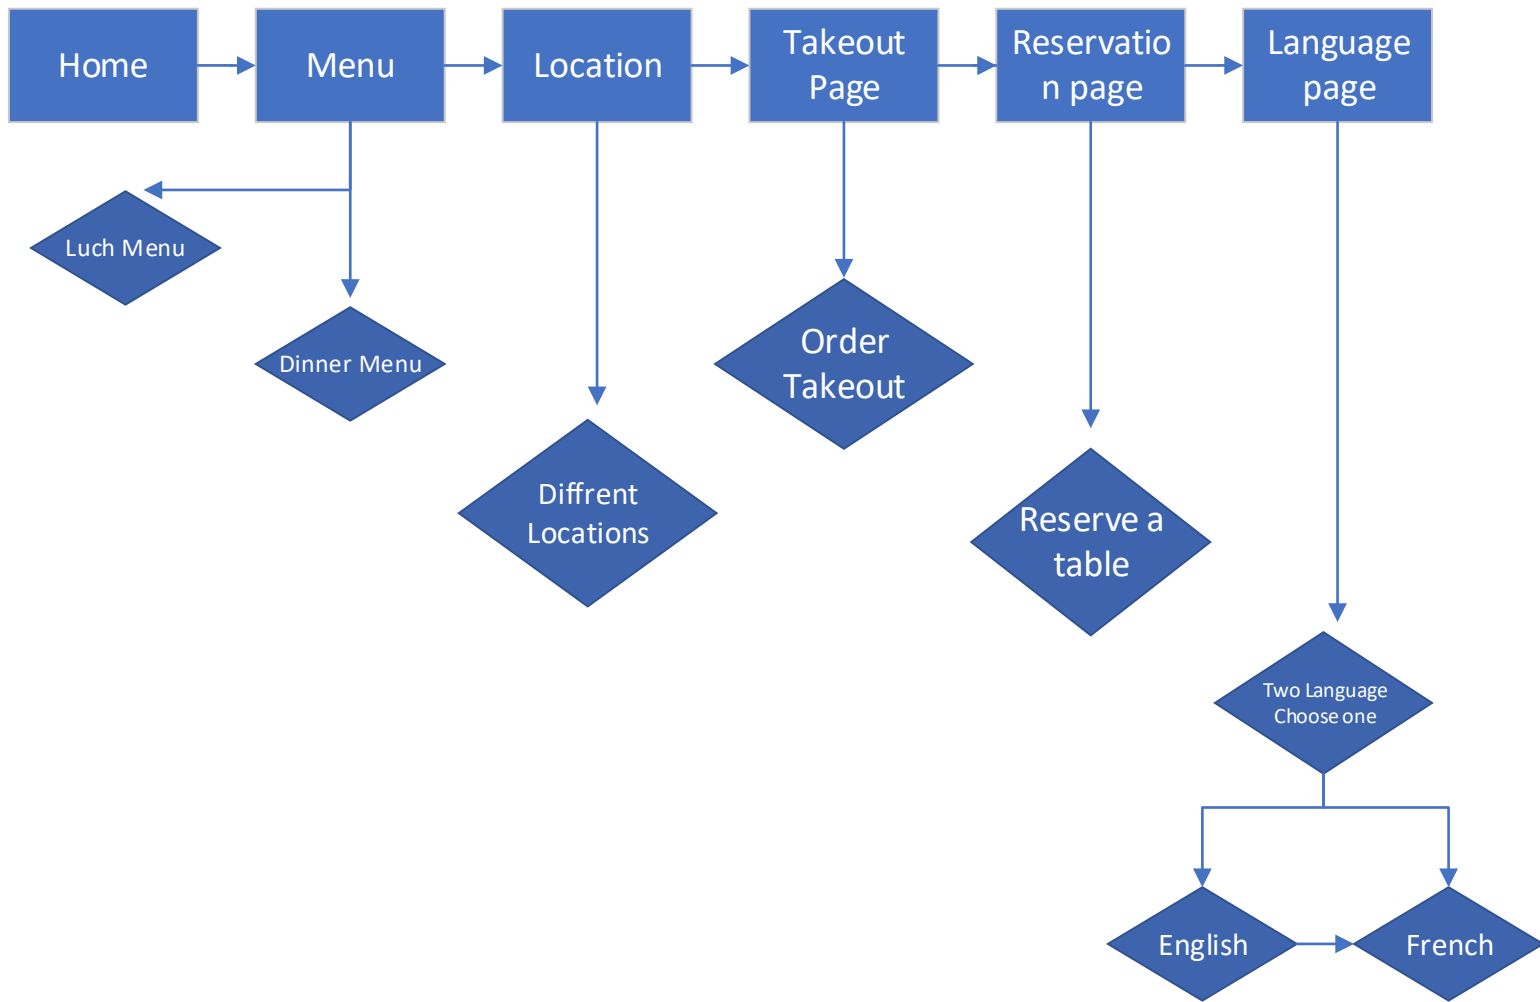 Home
Menu
Location
Takeout
Page
Reservatio
n page
Language
page
Luch Menu
Dinner Menu
Order
Takeout
Diffrent
Locations
Reserve a
table
Two Language
Choose one
English
French